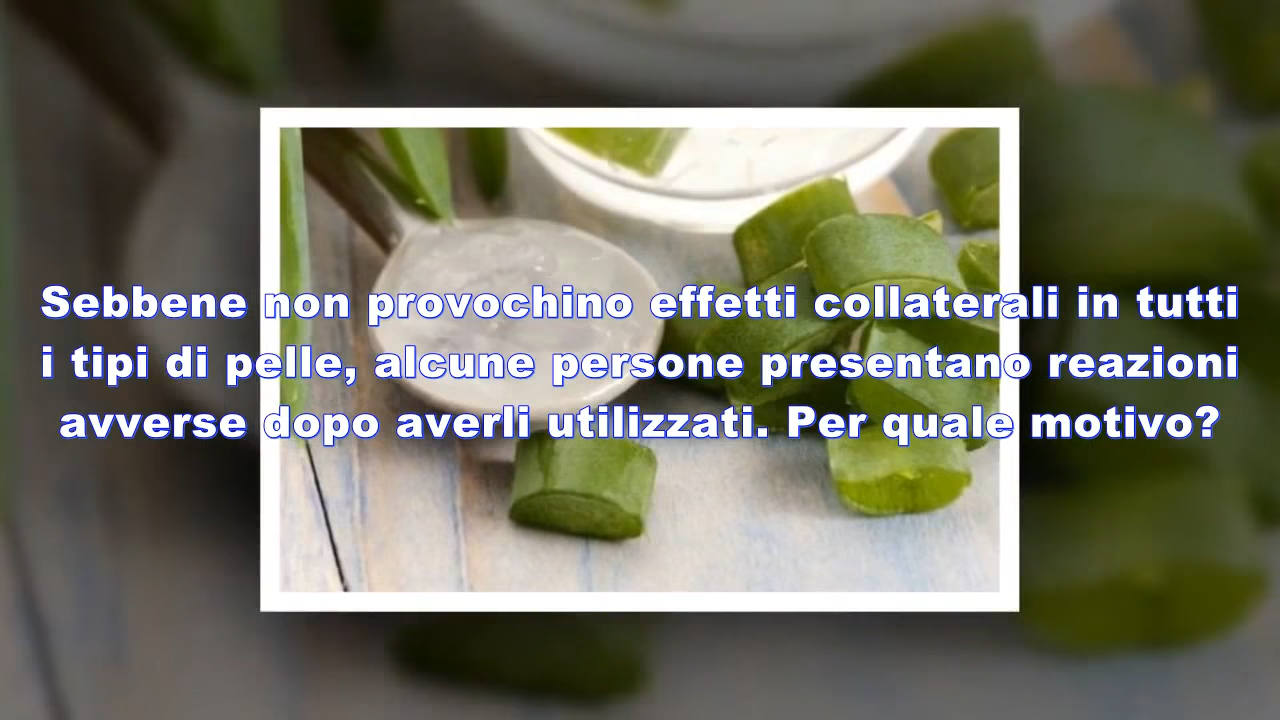 Sebbene non provochino effetti collaterali in tutti
i tipi di pelle, alcune persone presentano reazioni
avverse dopo averli utilizzati. Per quale motivo?